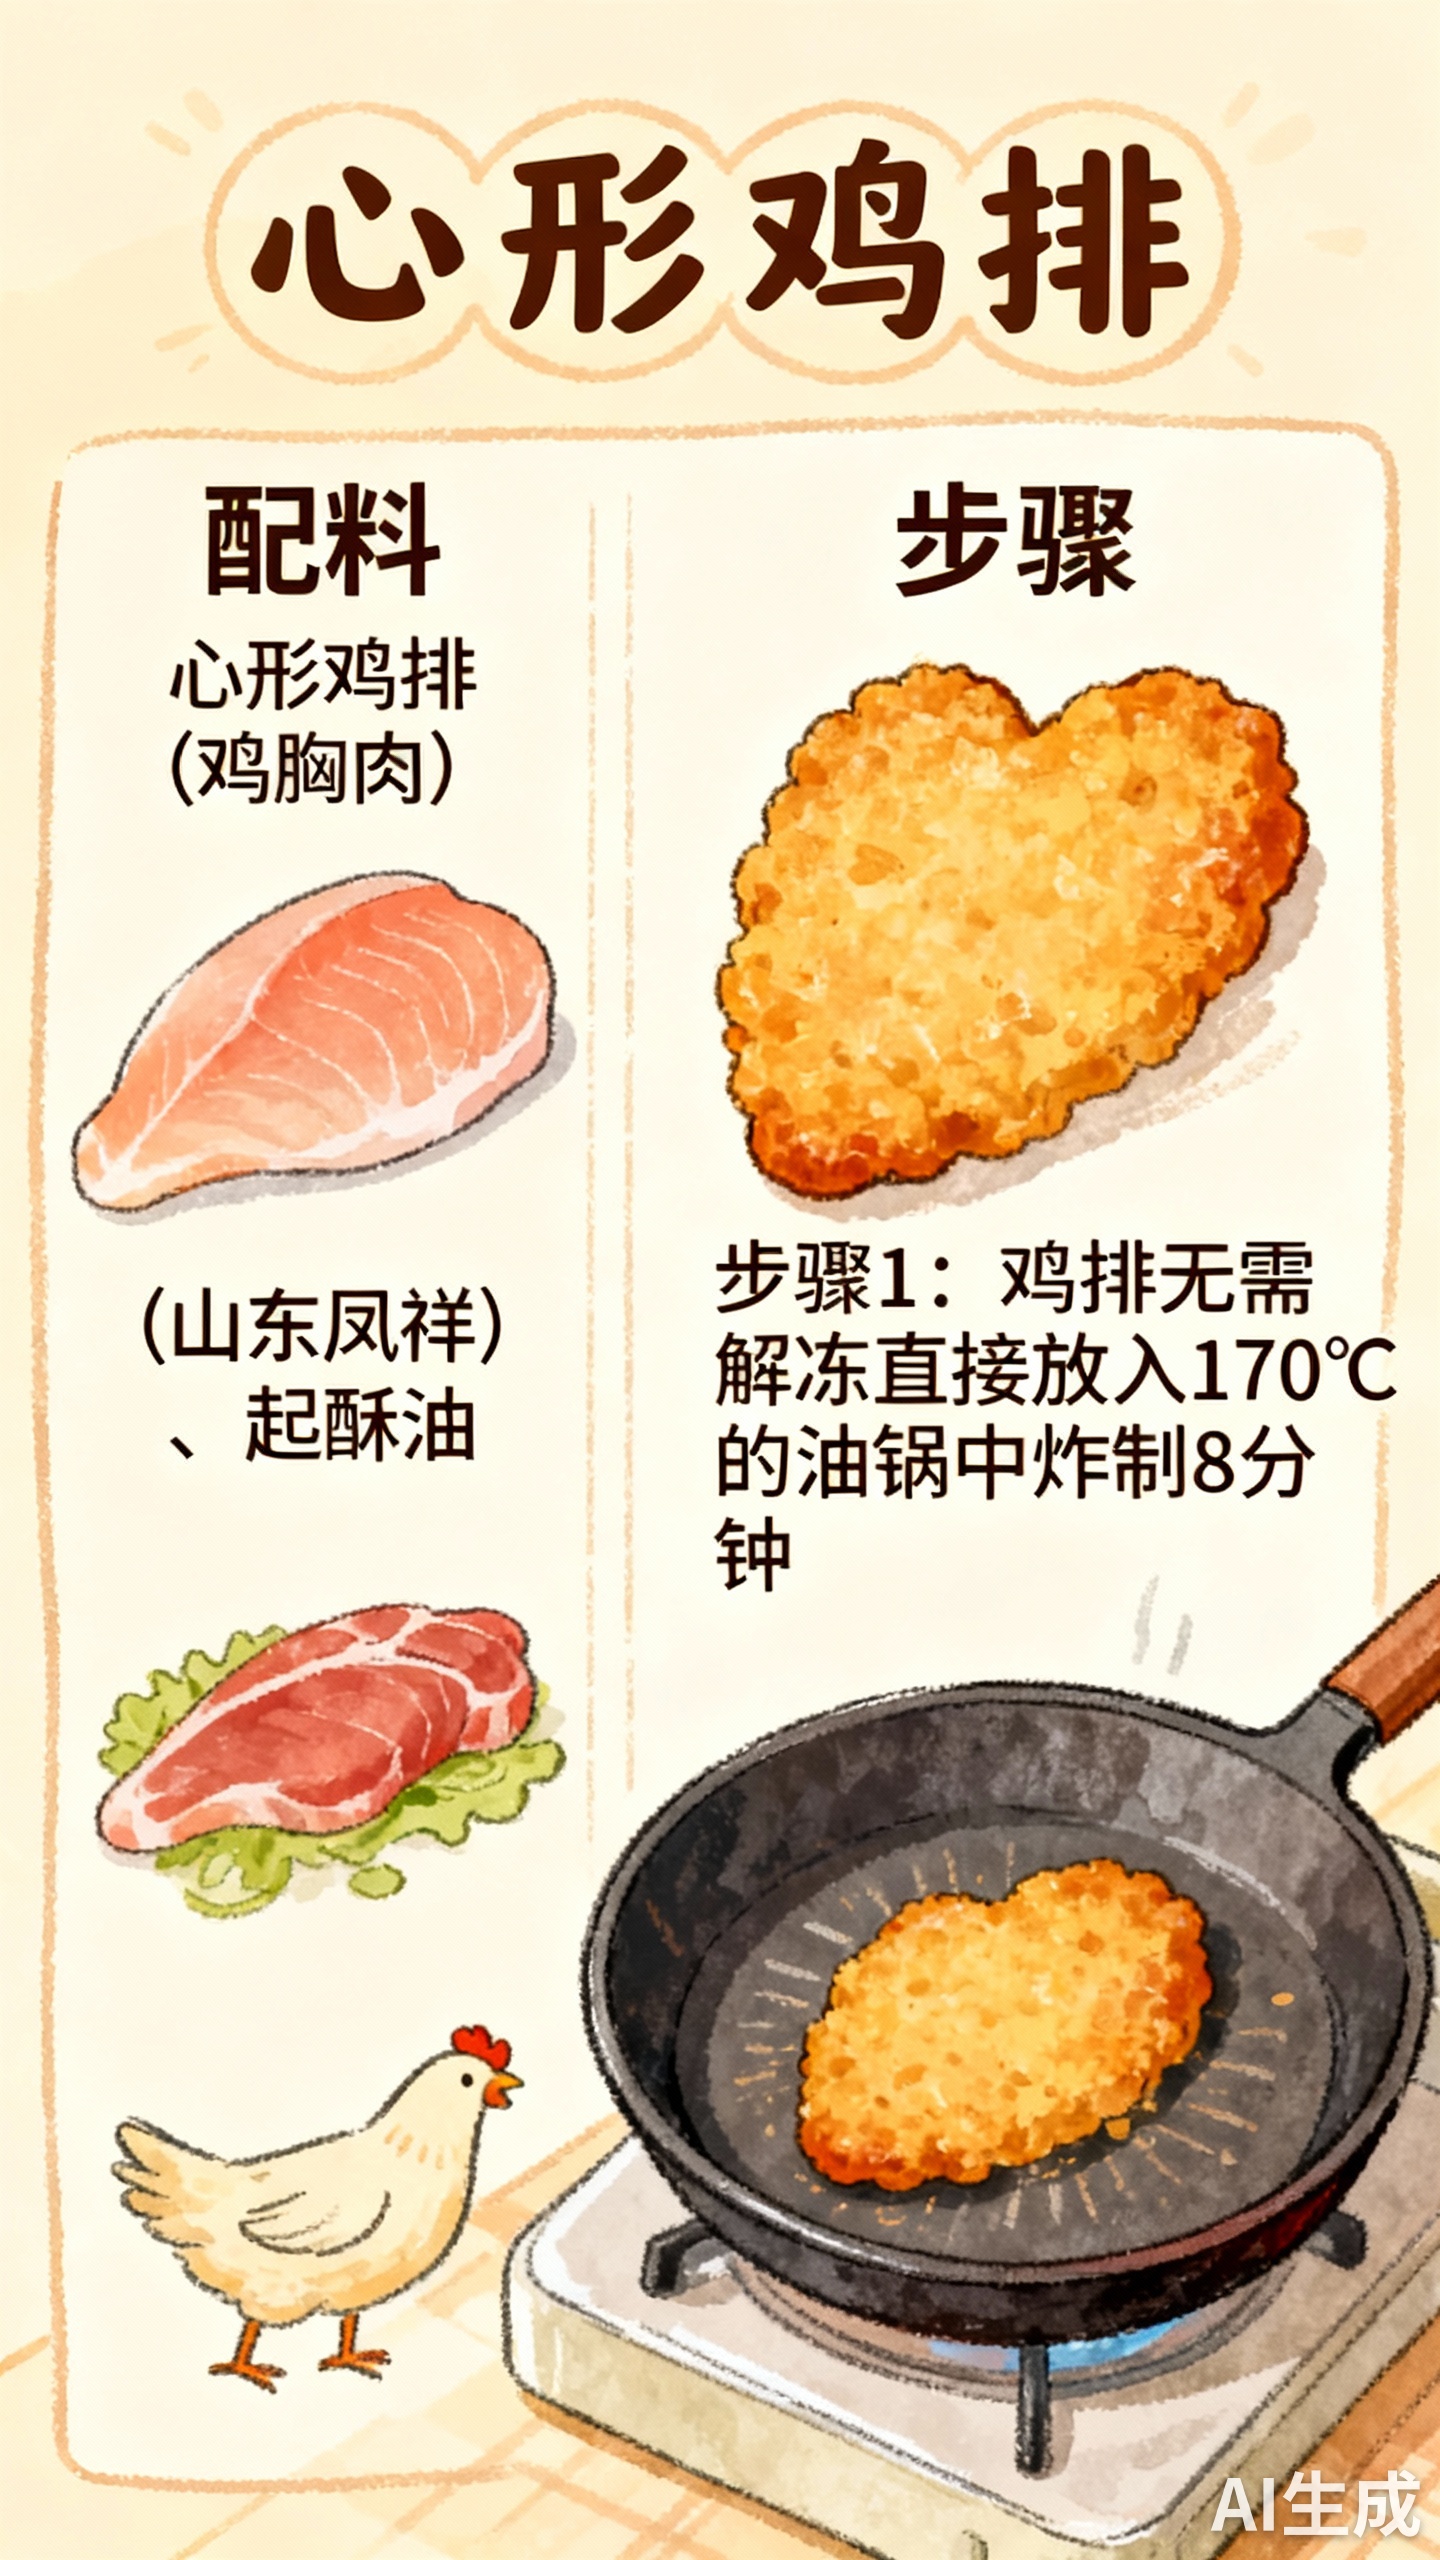 心形鸡排
配料
心形鸡排
(鸡胸肉)
(山东凤祥)
、起酥油
步骤
步骤1：鸡排无需
解冻直接放入170℃
的油锅中炸制8分
钟
AI生成